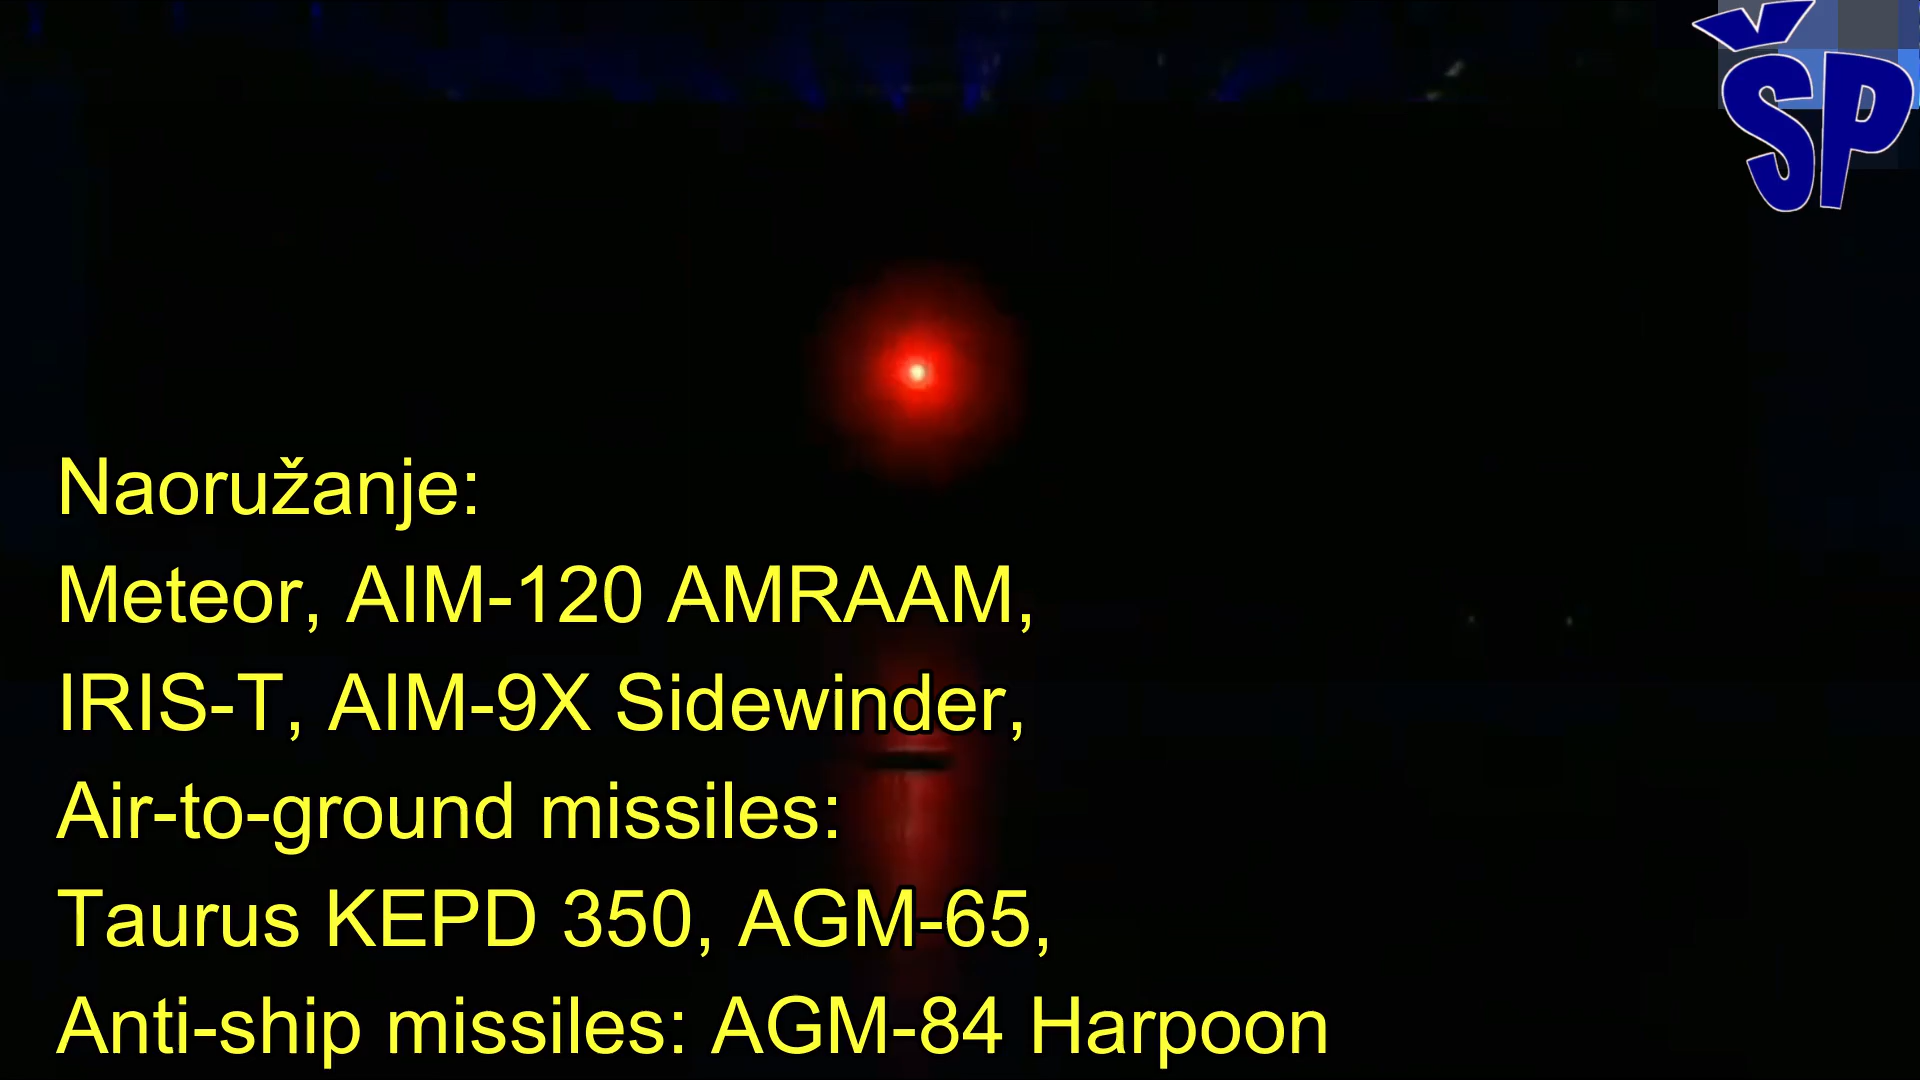 ŠP
Naoružanje:
Meteor, AIM-120 AMRAAM,
IRIS-T, AIM-9X Sidewinder,
Air-to-ground missiles:
Taurus KEPD 350, AGM-65,
Anti-ship missiles: AGM-84 Harpoon